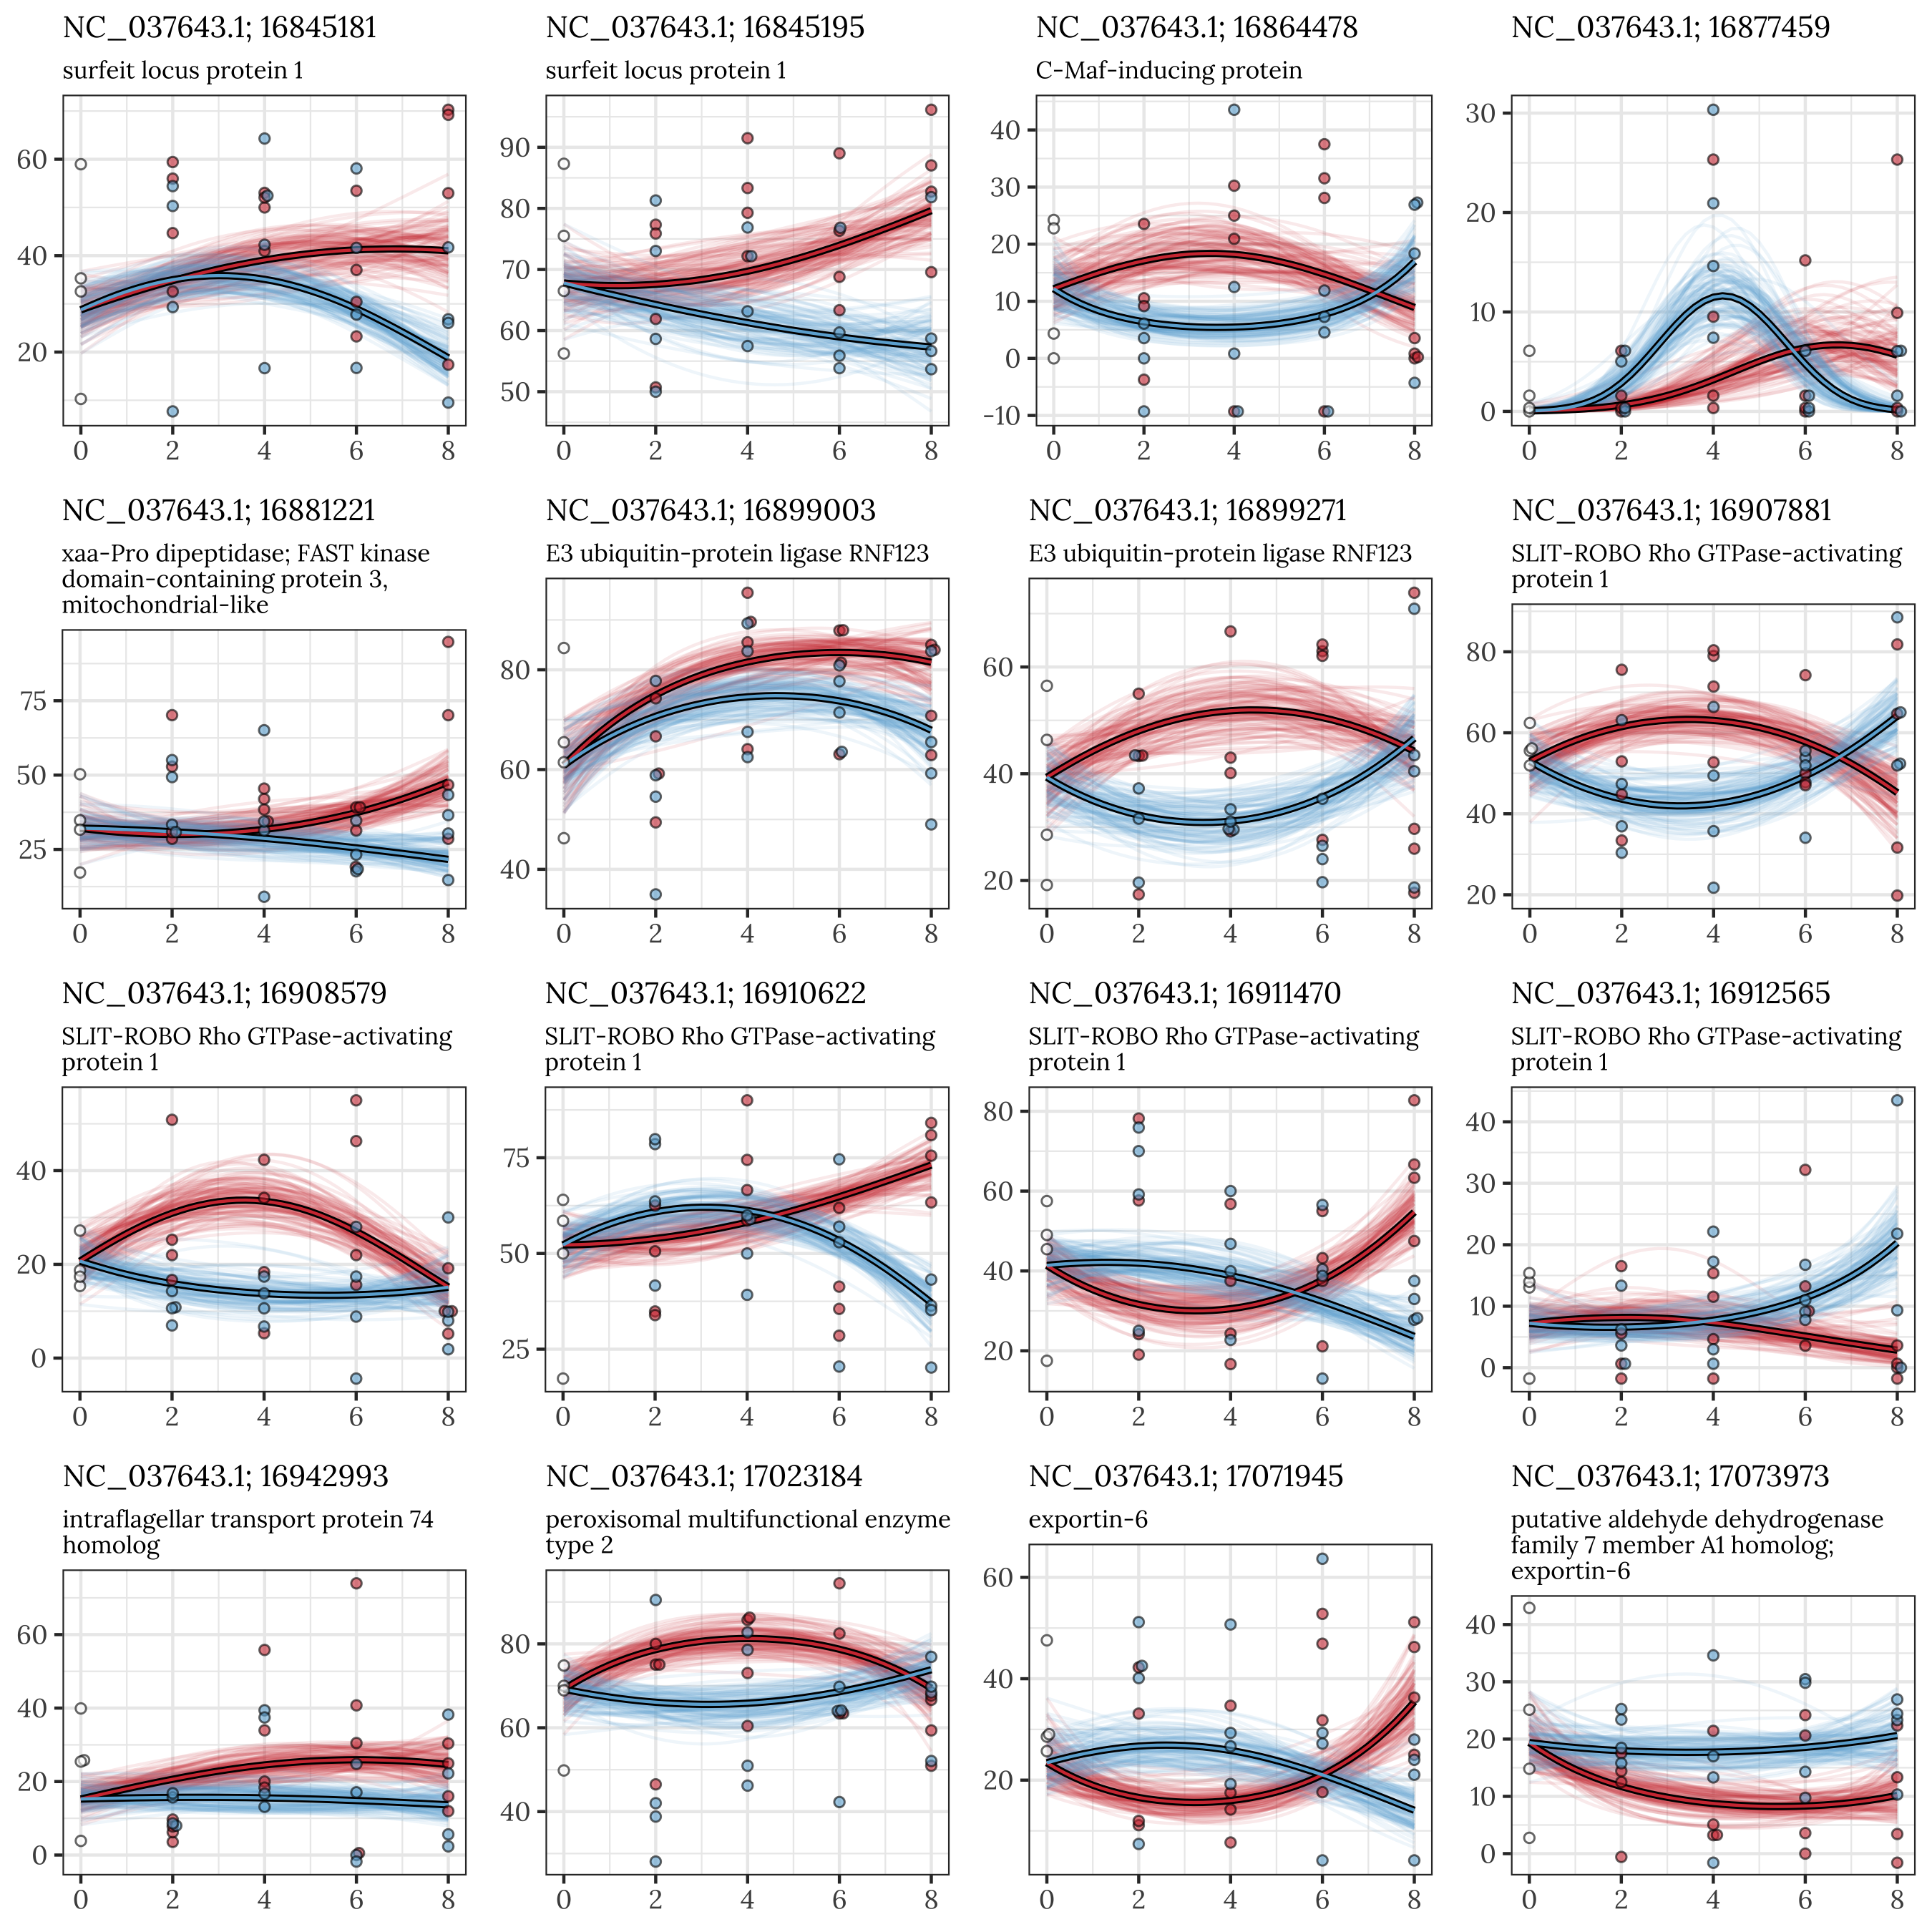 NC_037643.1; 16845181
surfeit locus protein 1
60
40
20
0 2 4 6 8
NC_037643.1; 16845195
surfeit locus protein 1
90
80
70
60
50
0 2 4 6 8
NC_037643.1; 16864478
C-Maf-inducing protein
40
30
20
10
0
-10
0 2 4 6 8
NC_037643.1; 16877459
30
20
10
0
0 2 4 6 8
NC_037643.1; 16881221
xaa-Pro dipeptidase; FAST kinase
domain-containing protein 3,
mitochondrial-like
75
50
25
0 2 4 6 8
NC_037643.1; 16899003
E3 ubiquitin-protein ligase RNF123
80
60
40
0 2 4 6 8
NC_037643.1; 16899271
E3 ubiquitin-protein ligase RNF123
60
40
20
0 2 4 6 8
NC_037643.1; 16907881
SLIT-ROBO Rho GTPase-activating
protein 1
80
60
40
20
0 2 4 6 8
NC_037643.1; 16908579
SLIT-ROBO Rho GTPase-activating
protein 1
40
20
0
0 2 4 6 8
NC_037643.1; 16910622
SLIT-ROBO Rho GTPase-activating
protein 1
75
50
25
0 2 4 6 8
NC_037643.1; 16911470
SLIT-ROBO Rho GTPase-activating
protein 1
80
60
40
20
0 2 4 6 8
NC_037643.1; 16912565
SLIT-ROBO Rho GTPase-activating
protein 1
40
30
20
10
0
0 2 4 6 8
NC_037643.1; 16942993
intraflagellar transport protein 74
homolog
60
40
20
0
0 2 4 6 8
NC_037643.1; 17023184
peroxisomal multifunctional enzyme
type 2
80
60
40
0 2 4 6 8
NC_037643.1; 17071945
exportin-6
60
40
20
0 2 4 6 8
NC_037643.1; 17073973
putative aldehyde dehydrogenase
family 7 member A1 homolog;
exportin-6
40
30
20
10
0
0 2 4 6 8